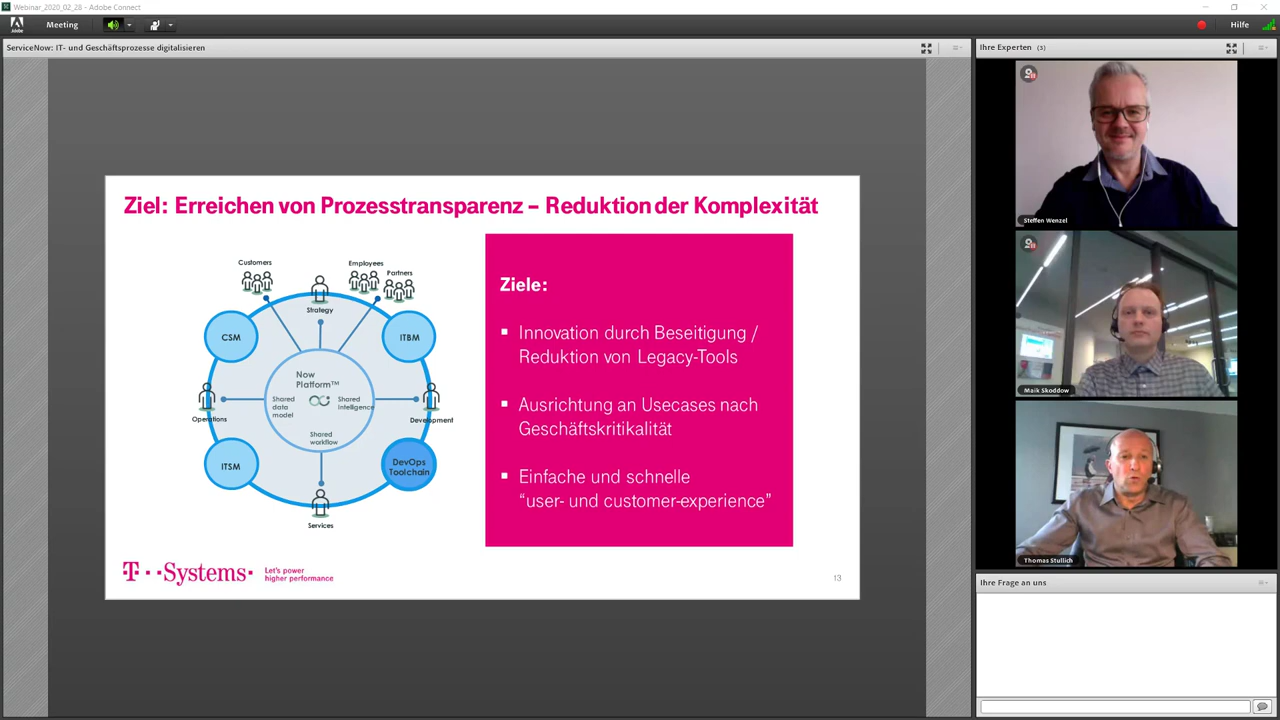 Webinar_2020_02_28 - Adobe Connect
Adobe
Meeting
Hilfe
ServiceNow: IT- und Geschäftsprozesse digitalisieren
Ziel: Erreichen von Prozesstransparenz – Reduktion der Komplexität
Customers
Employees
Partners
Strategy
CSM
ITBM
Now
Platform™
Shared
data
model
Shared
intelligence
Shared
workflow
Operations
Development
ITSM
DevOps
Toolchain
Services
Ziele:
▪ Innovation durch Beseitigung /
Reduktion von Legacy-Tools
▪ Ausrichtung an Usecases nach
Geschäftskritikalität
▪ Einfache und schnelle
“user- und customer-experience”
T · · Systems ·
Let's power
higher performance
13
Ihre Experten (3)
Steffen Wenzel
Maik Skoddow
Thomas Stullich
Ihre Frage an uns